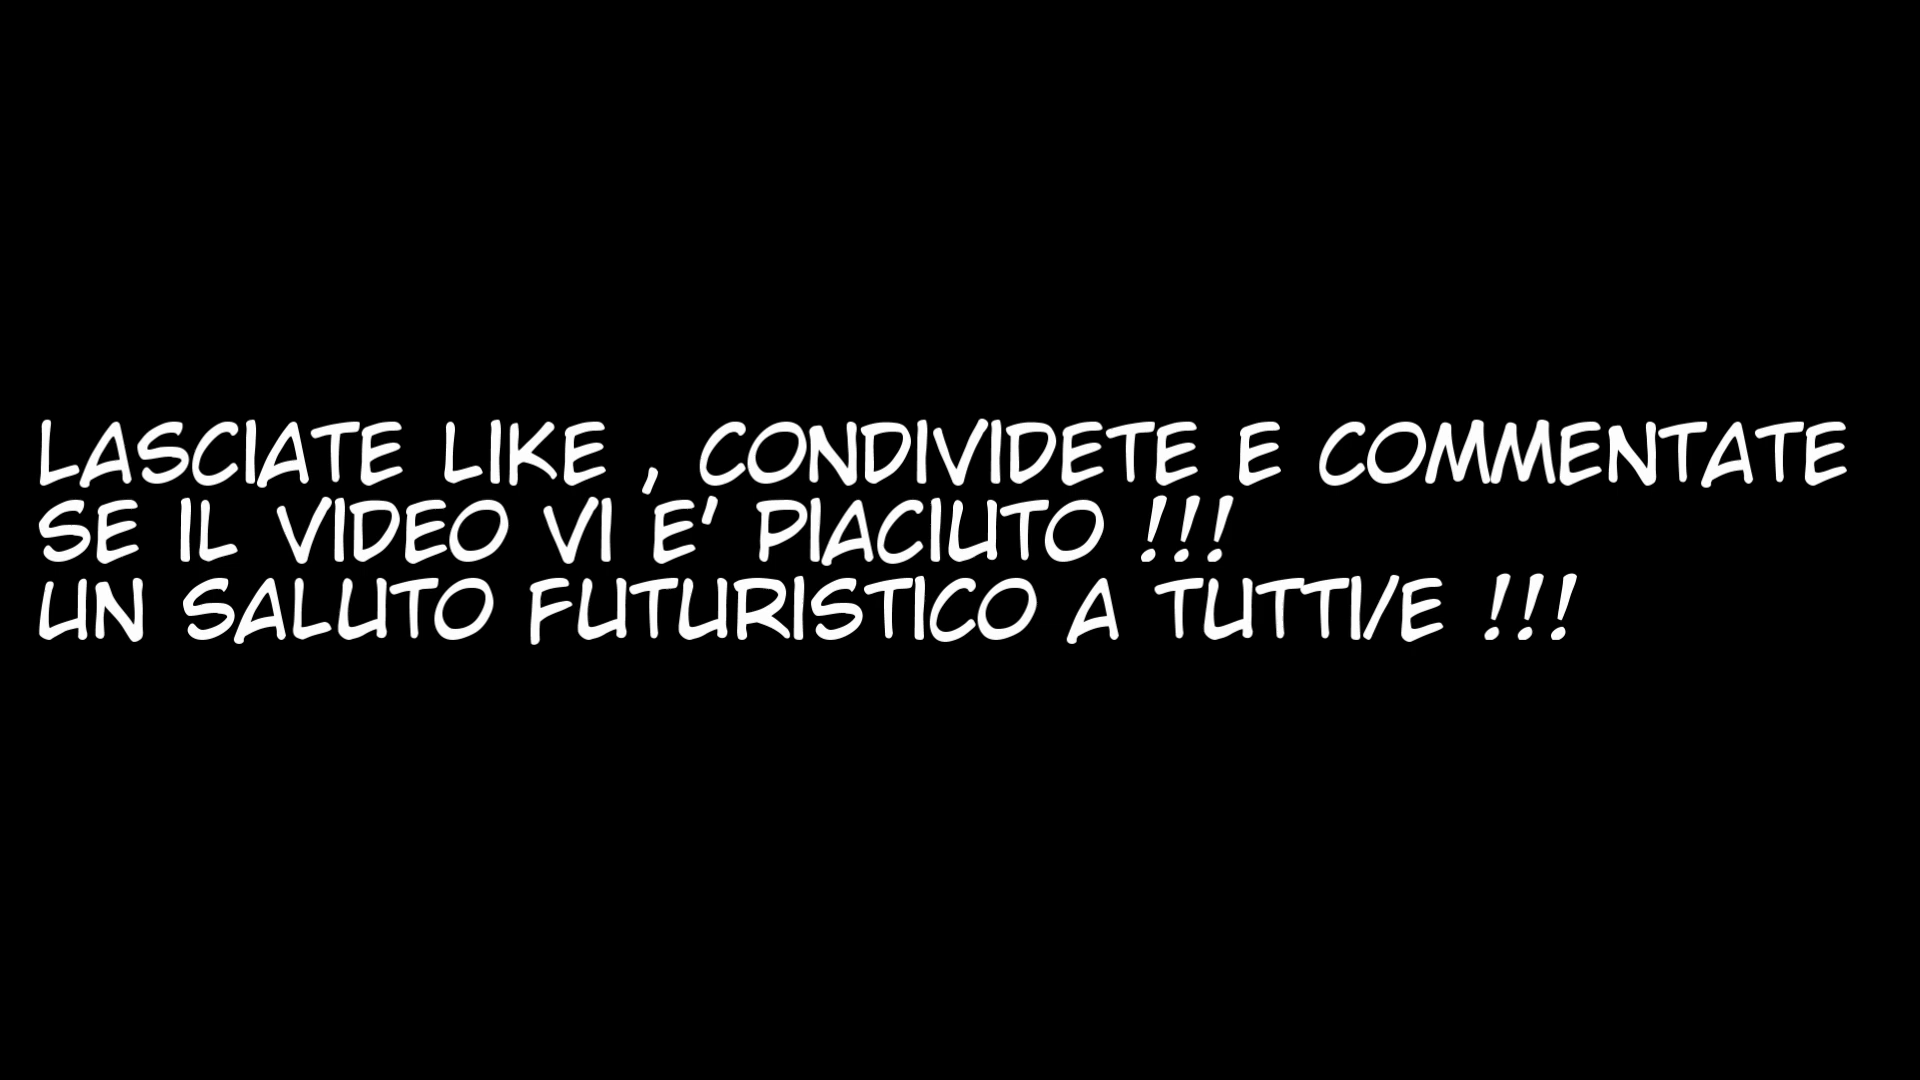 LASCIATE LIKE , CONDIVIDETE E COMMENTATE
SE IL VIDEO VI E' PIACIUTO !!!
UN SALUTO FUTURISTICO A TUTTI/E !!!